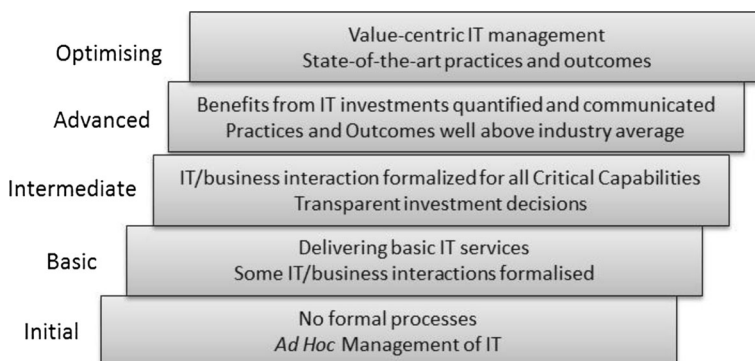 Optimising
Value-centric IT management
State-of-the-art practices and outcomes
Advanced
Benefits from IT investments quantified and communicated
Practices and Outcomes well above industry average
Intermediate
IT/business interaction formalized for all Critical Capabilities
Transparent investment decisions
Basic
Delivering basic IT services
Some IT/business interactions formalised
Initial
No formal processes
Ad Hoc Management of IT